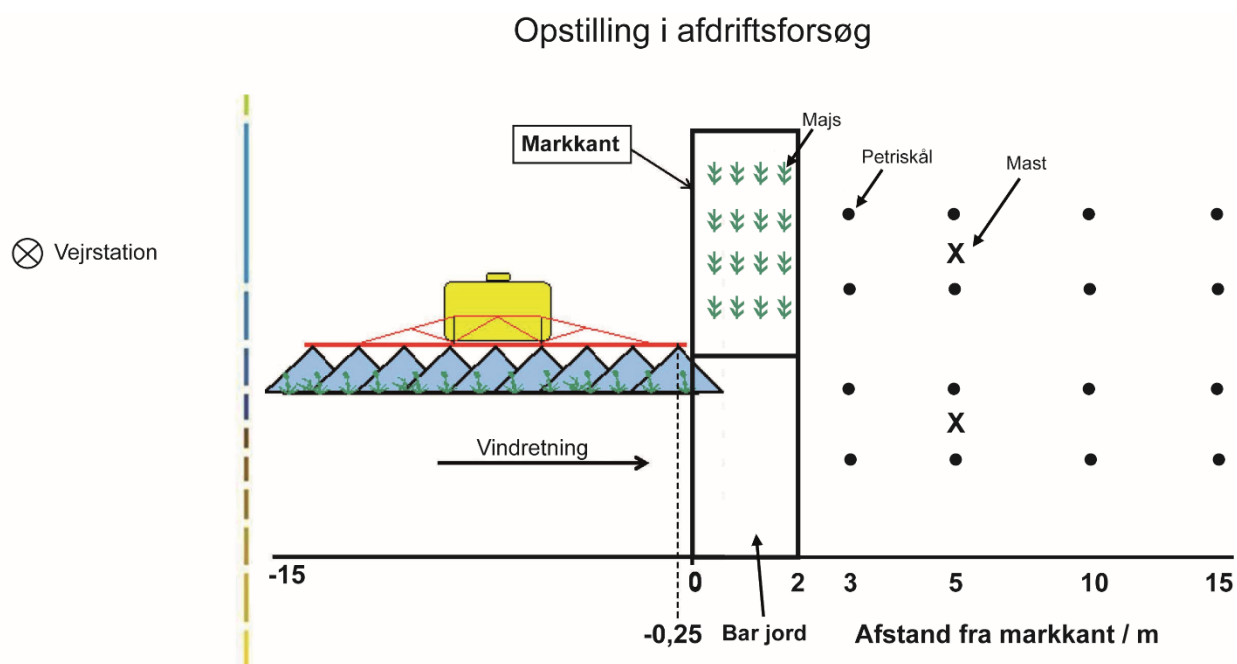 Opstilling i afdriftsforsøg
Majs
Markkant
Petriskål
Mast
Vejrstation
X
X
Vindretning
-15
0
2
3
5
10
15
-0,25
Bar jord
Afstand fra markkant / m